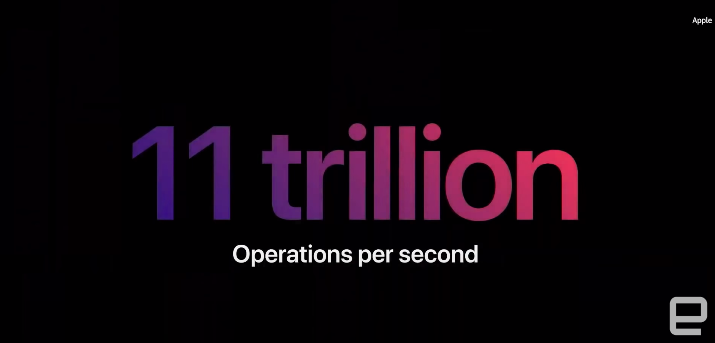 Apple
11 trillion
Operations per second
e